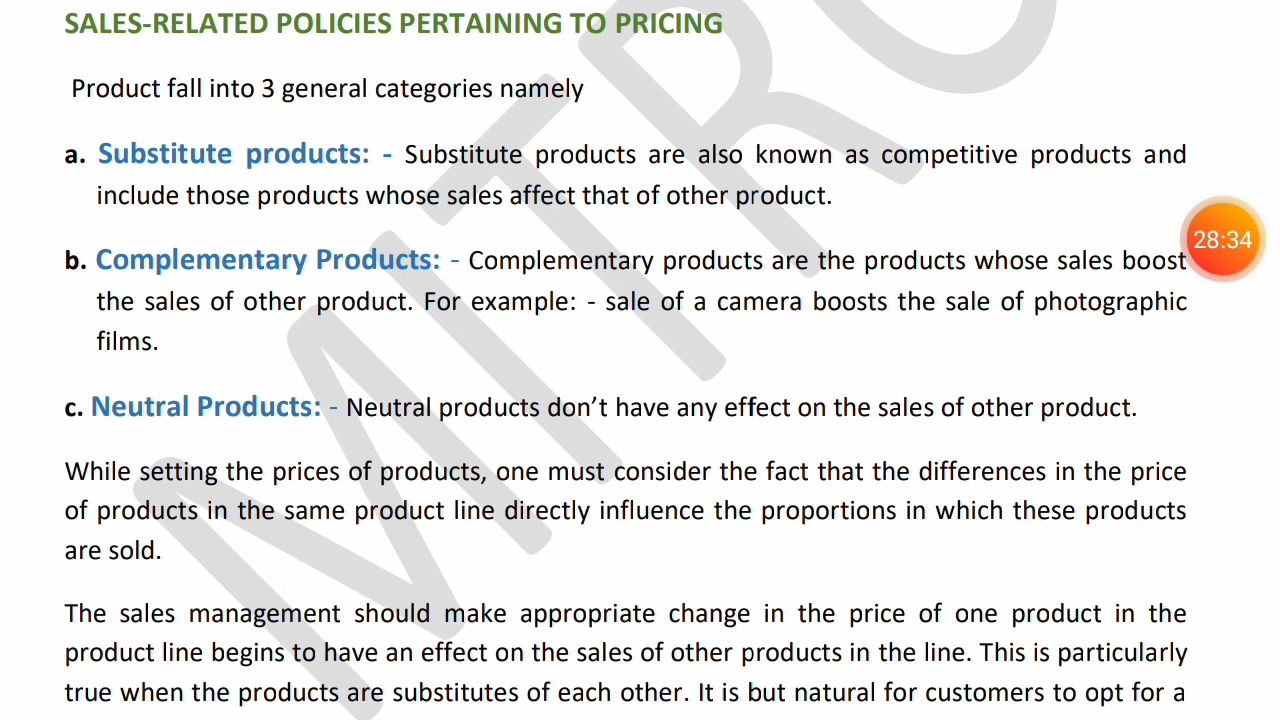 SALES-RELATED POLICIES PERTAINING TO PRICING
Product fall into 3 general categories namely
a. Substitute products: - Substitute products are also known as competitive products and
include those products whose sales affect that of other product.
28:34
b. Complementary Products: - Complementary products are the products whose sales boost
the sales of other product. For example: - sale of a camera boosts the sale of photographic
films.
c. Neutral Products: - Neutral products don’t have any effect on the sales of other product.
While setting the prices of products, one must consider the fact that the differences in the price
of products in the same product line directly influence the proportions in which these products
are sold.
The sales management should make appropriate change in the price of one product in the
product line begins to have an effect on the sales of other products in the line. This is particularly
true when the products are substitutes of each other. It is but natural for customers to opt for a